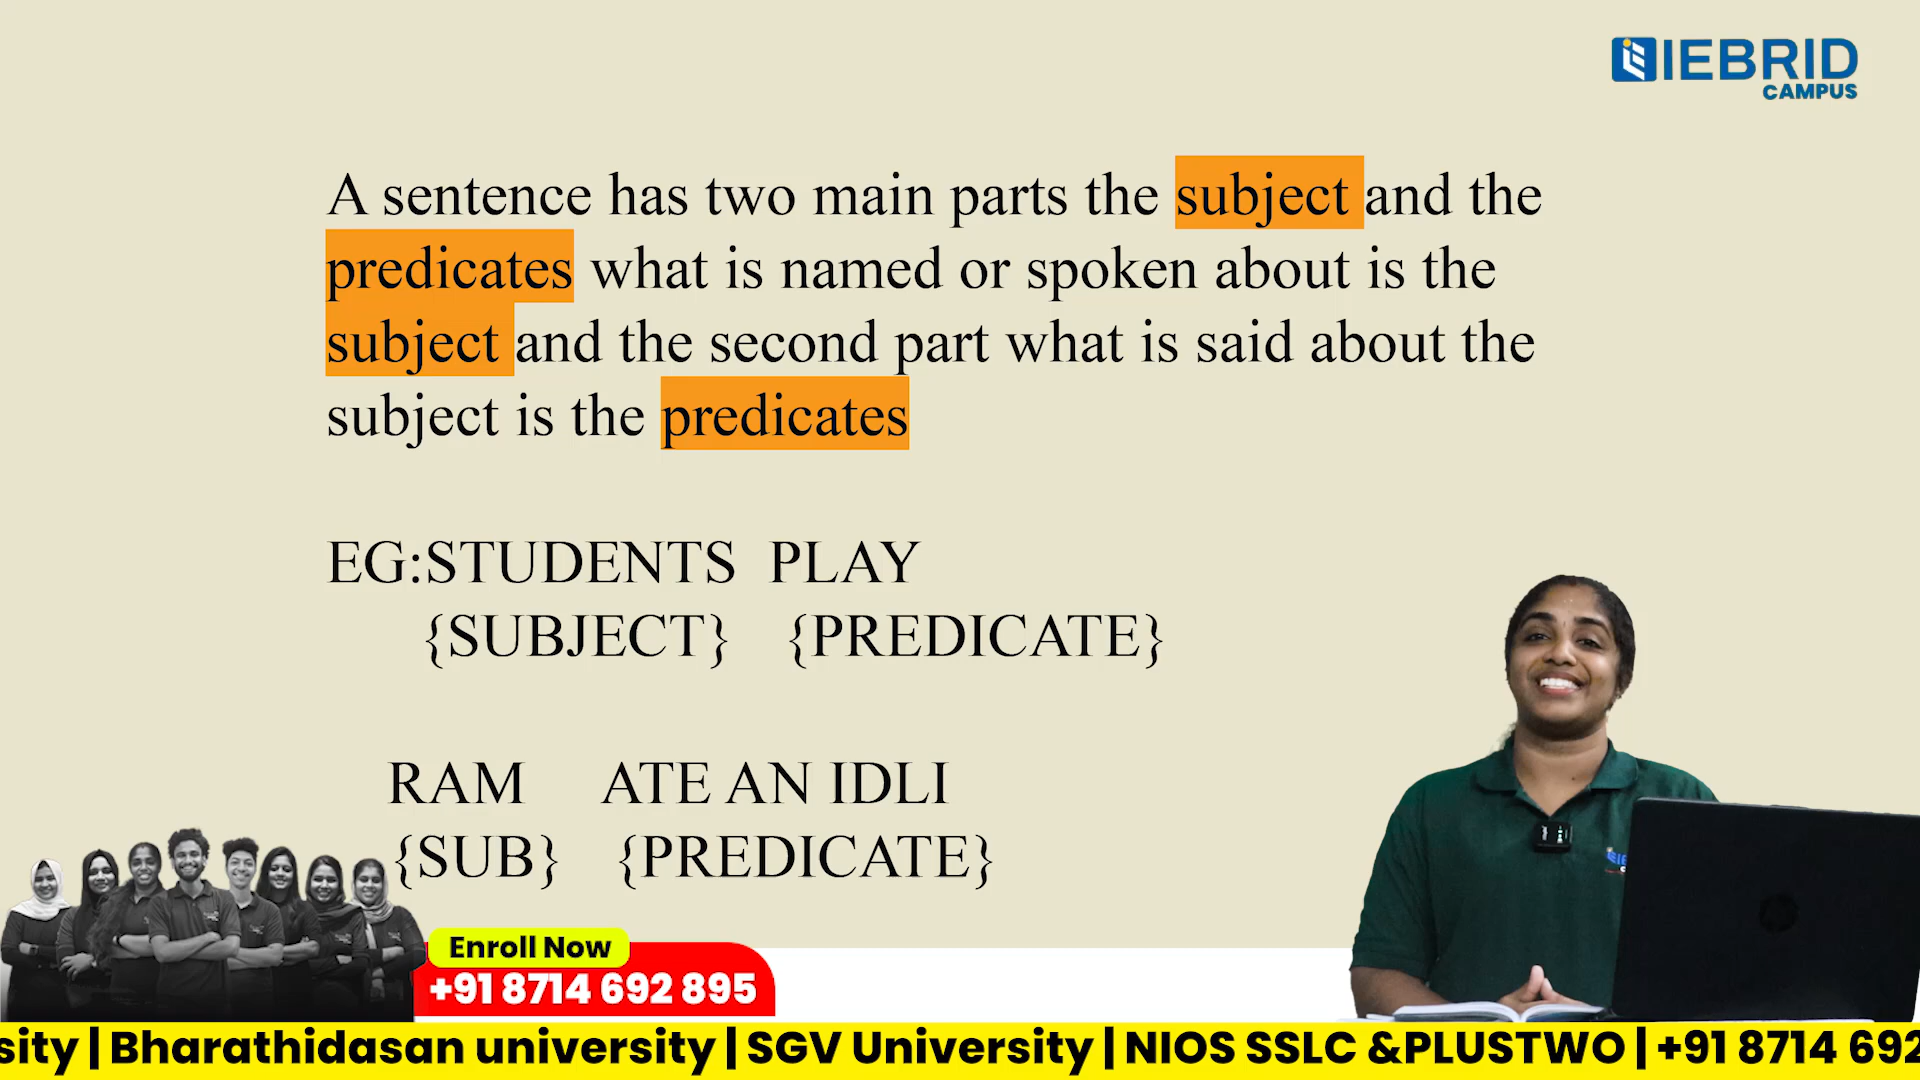 IEBRID
CAMPUS
A sentence has two main parts the subject and the
predicates what is named or spoken about is the
subject and the second part what is said about the
subject is the predicates
EG:STUDENTS PLAY
{SUBJECT} {PREDICATE}
RAM ATE AN IDLI
{SUB} {PREDICATE}
Enroll Now
+91 8714 692 895
sity | Bharathidasan university | SGV University | NIOS SSLC &PLUSTWO | +91 8714 692